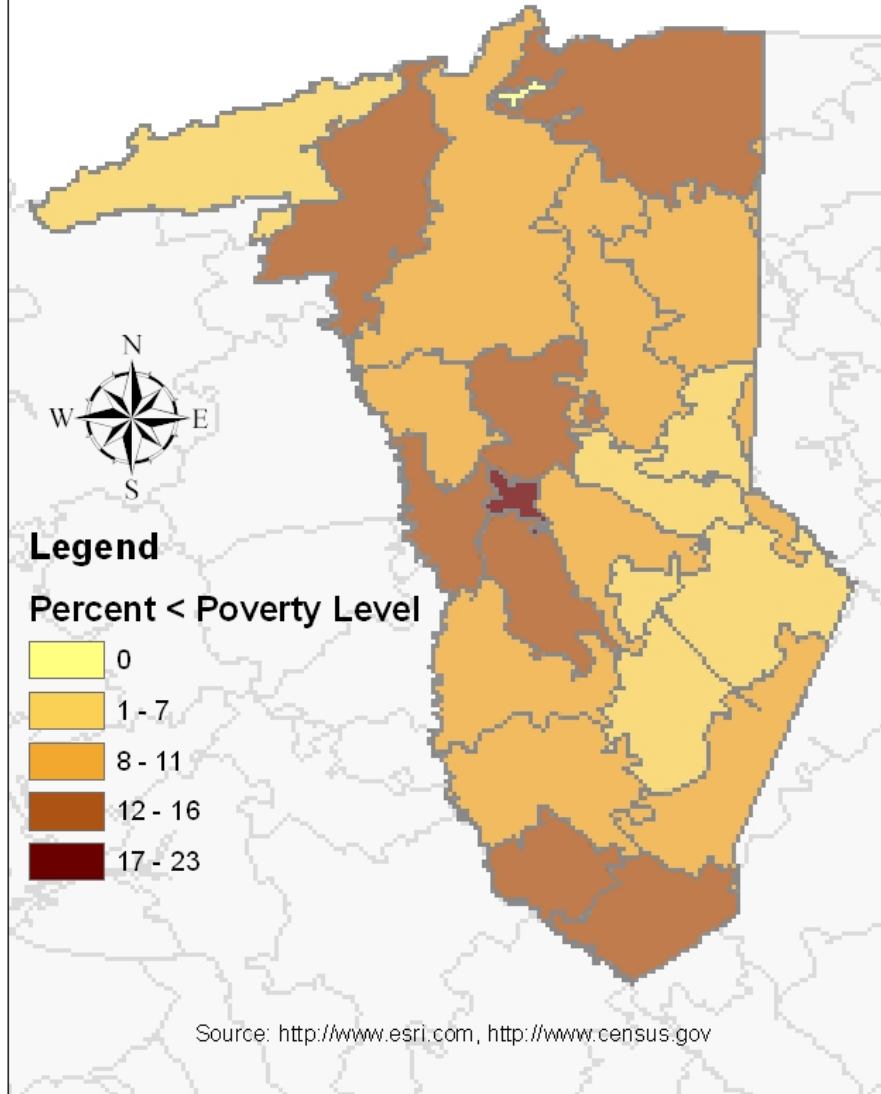 N
W E
S
Legend
Percent < Poverty Level
0
1 - 7
8 - 11
12 - 16
17 - 23
Source: http://www.esri.com, http://www.census.gov